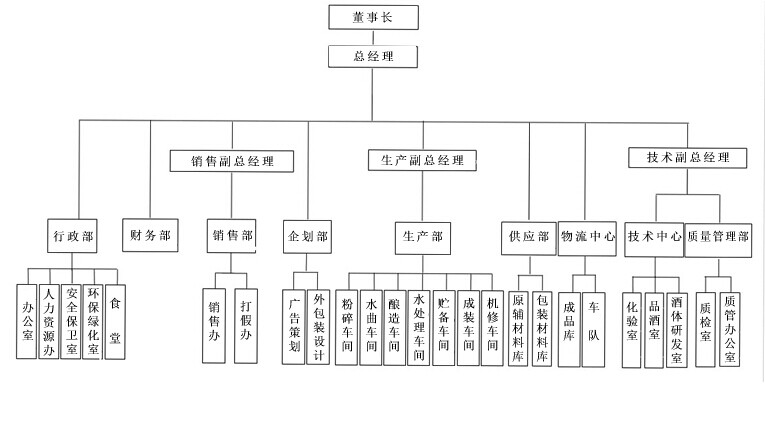 董事长
总经理
销售副总经理
生产副总经理
技术副总经理
行政部
财务部
销售部
企划部
生产部
供应部
物流中心
技术中心
质量管理部
办公室
人力资源办
安全保卫室
环保绿化室
食堂
销售办
打假办
广告策划
外包装设计
粉碎车间
水曲车间
酿造车间
水处理车间
贮备车间
成装车间
机修车间
原辅材料库
包装材料库
成品库
车队
化验室
品酒室
酒体研发室
质检室
质管办公室